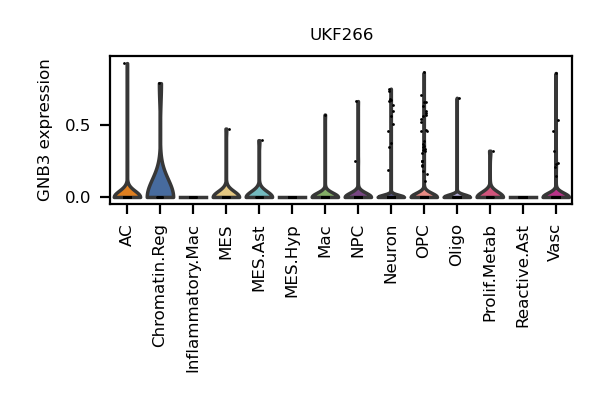 UKF266
GNB3 expression
0.5
0.0
AC
Chromatin.Reg
Inflammatory.Mac
MES
MES.Ast
MES.Hyp
Mac
NPC
Neuron
OPC
Oligo
Prolif.Metab
Reactive.Ast
Vasc